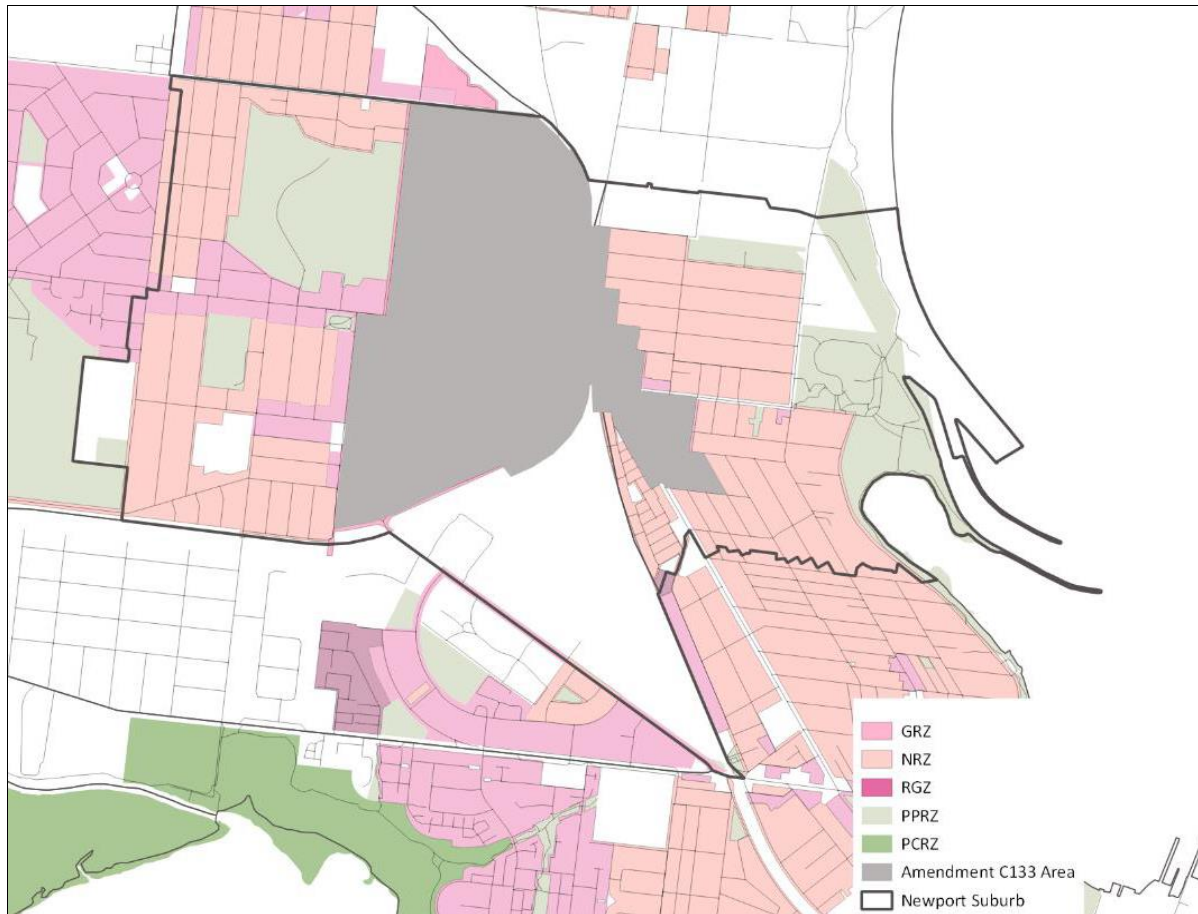 GRZ
NRZ
RGZ
PPRZ
PCRZ
Amendment C133 Area
Newport Suburb